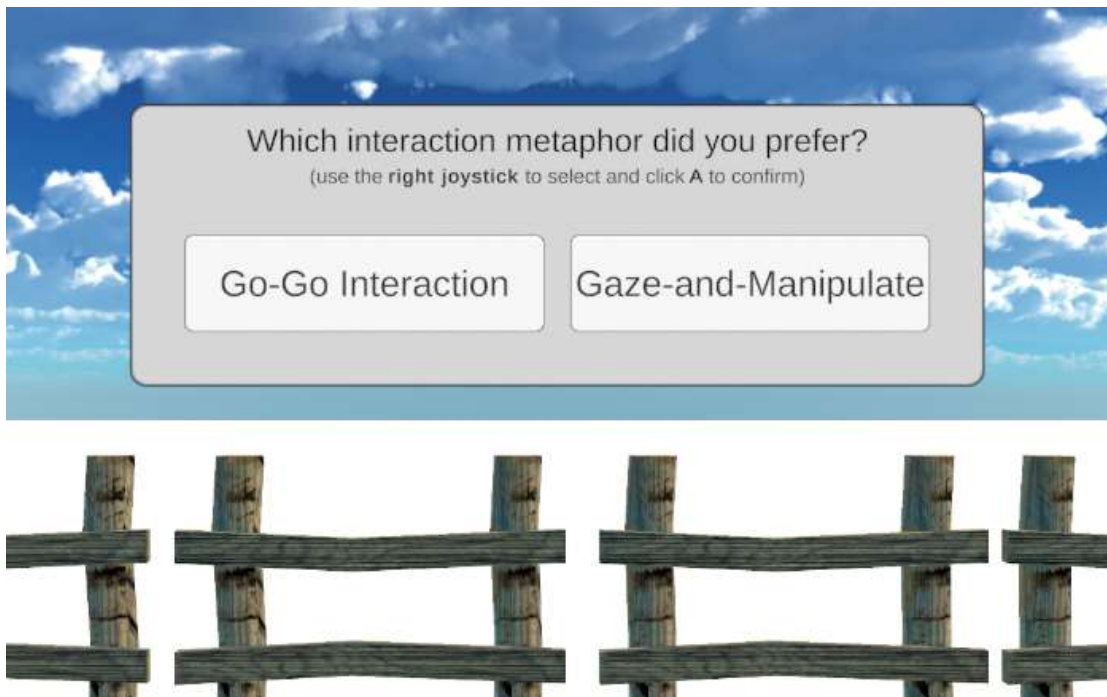 Which interaction metaphor did you prefer?
(use the right joystick to select and click A to confirm)
Go-Go Interaction
Gaze-and-Manipulate